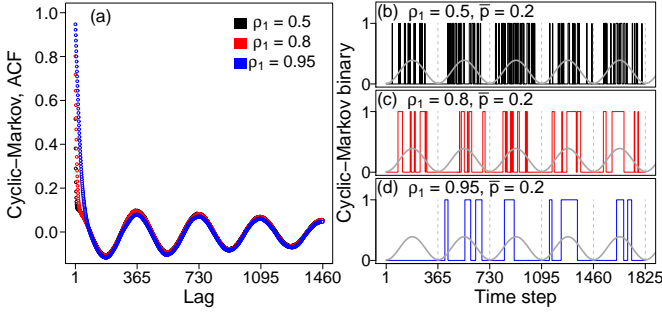 (a)
ρ1 = 0.5
ρ1 = 0.8
ρ1 = 0.95
Cyclic−Markov, ACF
1.0
0.8
0.6
0.4
0.2
0.0
1 365 730 1095 1460
Lag
(b) ρ1 = 0.5, p̅ = 0.2
1
0
(c) ρ1 = 0.8, p̅ = 0.2
1
0
(d) ρ1 = 0.95, p̅ = 0.2
1
0
Cyclic−Markov binary
1 365 730 1095 1460 1825
Time step